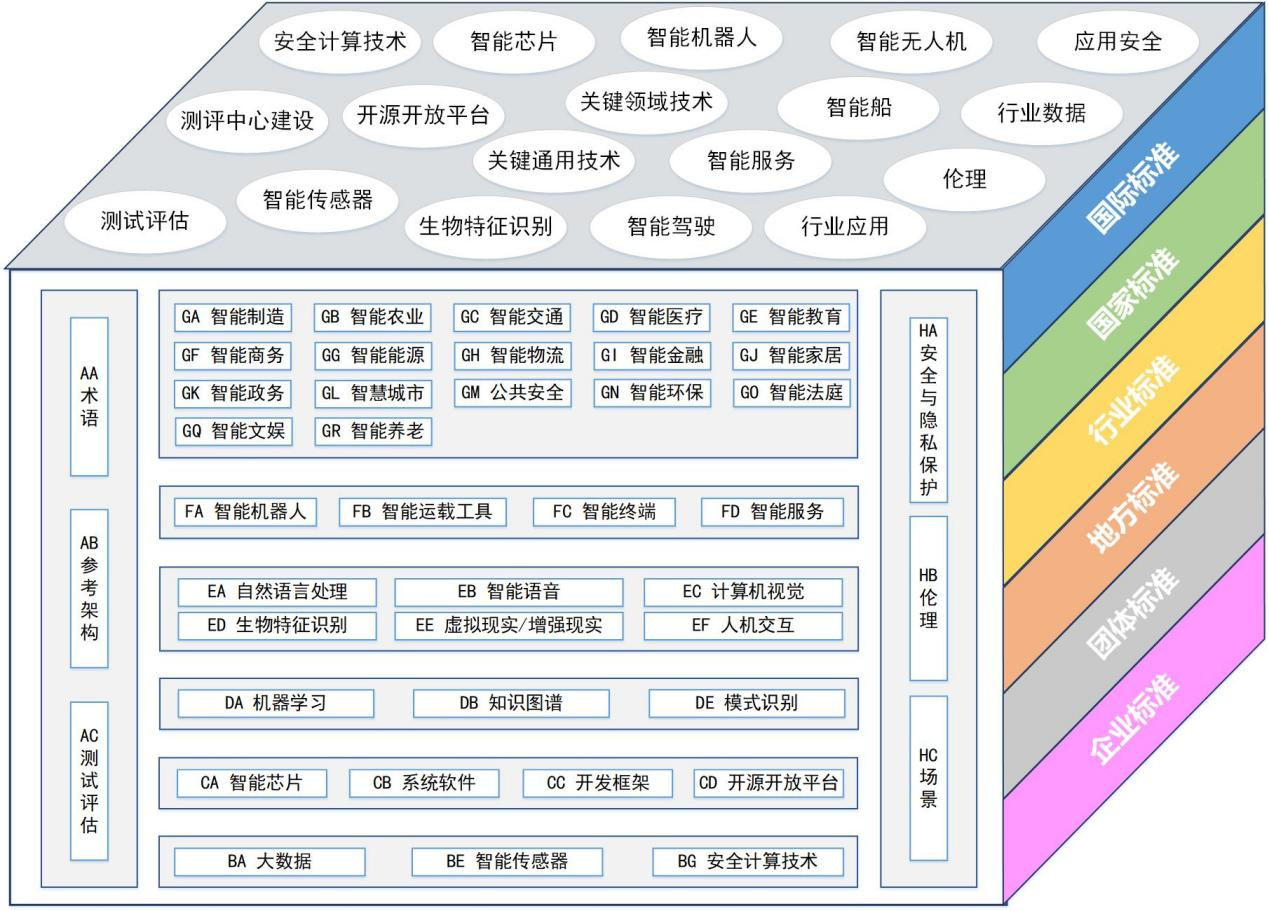 安全计算技术
智能芯片
智能机器人
智能无人机
应用安全
测评中心建设
开源开放平台
关键领域技术
智能船
行业数据
关键通用技术
智能服务
伦理
测试评估
智能传感器
生物特征识别
智能驾驶
行业应用
国际标准
国家标准
行业标准
地方标准
团体标准
企业标准
AA术语
AB参考架构
AC测试评估
GA 智能制造
GB 智能农业
GC 智能交通
GD 智能医疗
GE 智能教育
GF 智能商务
GG 智能能源
GH 智能物流
GI 智能金融
GJ 智能家居
GK 智能政务
GL 智慧城市
GM 公共安全
GN 智能环保
GO 智能法庭
GQ 智能文娱
GR 智能养老
FA 智能机器人
FB 智能运载工具
FC 智能终端
FD 智能服务
EA 自然语言处理
EB 智能语音
EC 计算机视觉
ED 生物特征识别
EE 虚拟现实/增强现实
EF 人机交互
DA 机器学习
DB 知识图谱
DE 模式识别
CA 智能芯片
CB 系统软件
CC 开发框架
CD 开源开放平台
BA 大数据
BE 智能传感器
BG 安全计算技术
HA安全与隐私保护
HB伦理
HC场景